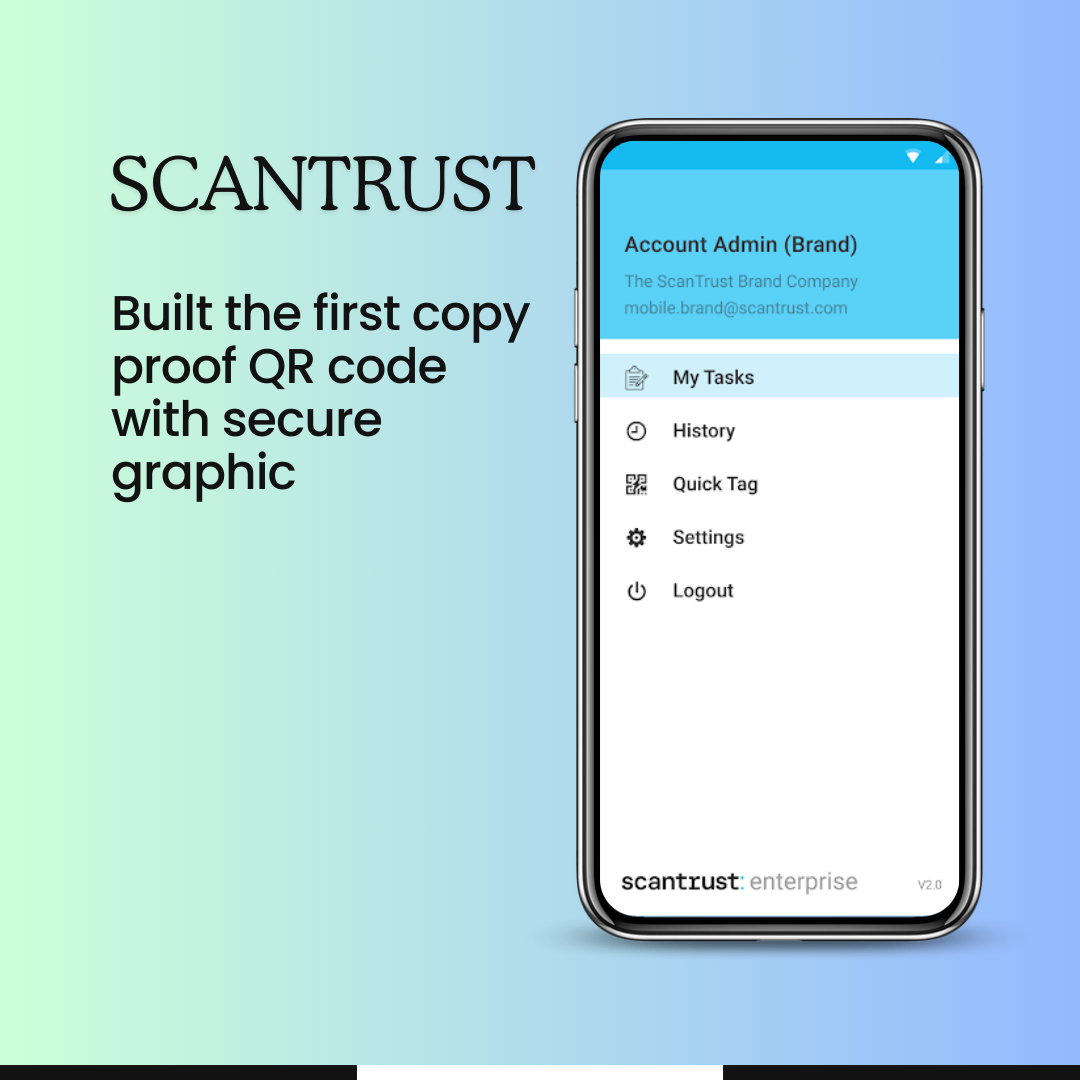 SCANTRUST
Built the first copy
proof QR code
with secure
graphic
Account Admin (Brand)
The ScanTrust Brand Company
mobile.brand@scantrust.com
My Tasks
History
Quick Tag
Settings
Logout
scantrust: enterprise
V2.0